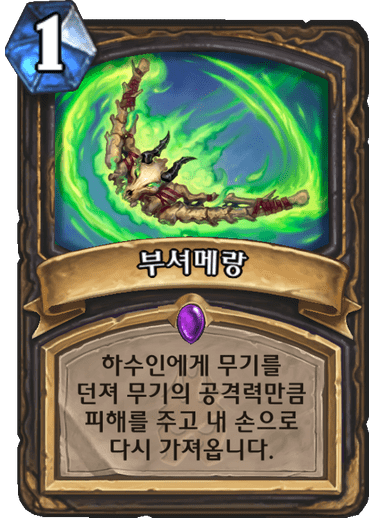 1
부셔메랑
하수인에게 무기를
던져 무기의 공격력만큼
피해를 주고 내 손으로
다시 가져옵니다.